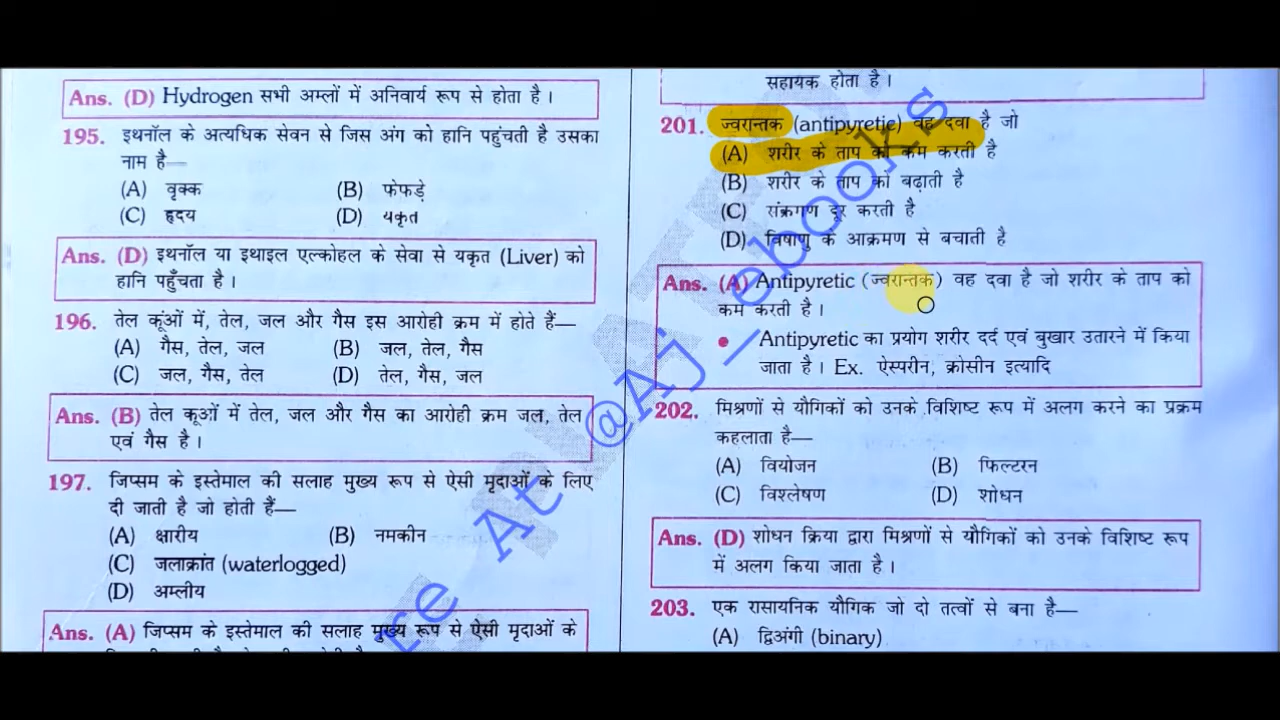 Ans. (D) Hydrogen सभी अम्लों में अनिवार्य रूप से होता है।
195. इथनॉल के अत्यधिक सेवन से जिस अंग को हानि पहुंचती है उसका
नाम है—
(A) वृक्क (B) फेफड़े
(C) हृदय (D) यकृत
Ans. (D) इथनॉल या इथाइल एल्कोहल के सेवा से यकृत (Liver) को
हानि पहुँचता है।
196. तेल कूंओं में, तेल, जल और गैस इस आरोही क्रम में होते हैं—
(A) गैस, तेल, जल (B) जल, तेल, गैस
(C) जल, गैस, तेल (D) तेल, गैस, जल
Ans. (B) तेल कूओं में तेल, जल और गैस का आरोही क्रम जल, तेल
एवं गैस है।
197. जिप्सम के इस्तेमाल की सलाह मुख्य रूप से ऐसी मृदाओं के लिए
दी जाती है जो होती हैं—
(A) क्षारीय (B) नमकीन
(C) जलाक्रांत (waterlogged)
(D) अम्लीय
Ans. (A) जिप्सम के इस्तेमाल की सलाह मुख्य रूप से ऐसी मृदाओं के
सहायक होता है।
201. ज्वरान्तक (antipyretic) वह दवा है जो
(A) शरीर के ताप को कम करती है
(B) शरीर के ताप को बढ़ाती है
(C) संक्रगण दूर करती है
(D) विषाणु के आक्रमण से बचाती है
Ans. (A) Antipyretic (ज्वरान्तक) वह दवा है जो शरीर के ताप को
कम करती है।
• Antipyretic का प्रयोग शरीर दर्द एवं बुखार उतारने में किया
जाता है। Ex. ऐस्परीन, क्रोसीन इत्यादि
202. मिश्रणों से यौगिकों को उनके विशिष्ट रूप में अलग करने का प्रक्रम
कहलाता है—
(A) वियोजन (B) फिल्टरन
(C) विश्लेषण (D) शोधन
Ans. (D) शोधन क्रिया द्वारा मिश्रणों से यौगिकों को उनके विशिष्ट रूप
में अलग किया जाता है।
203. एक रासायनिक यौगिक जो दो तत्वों से बना है—
(A) द्विअंगी (binary)
At @Aj_ebooks